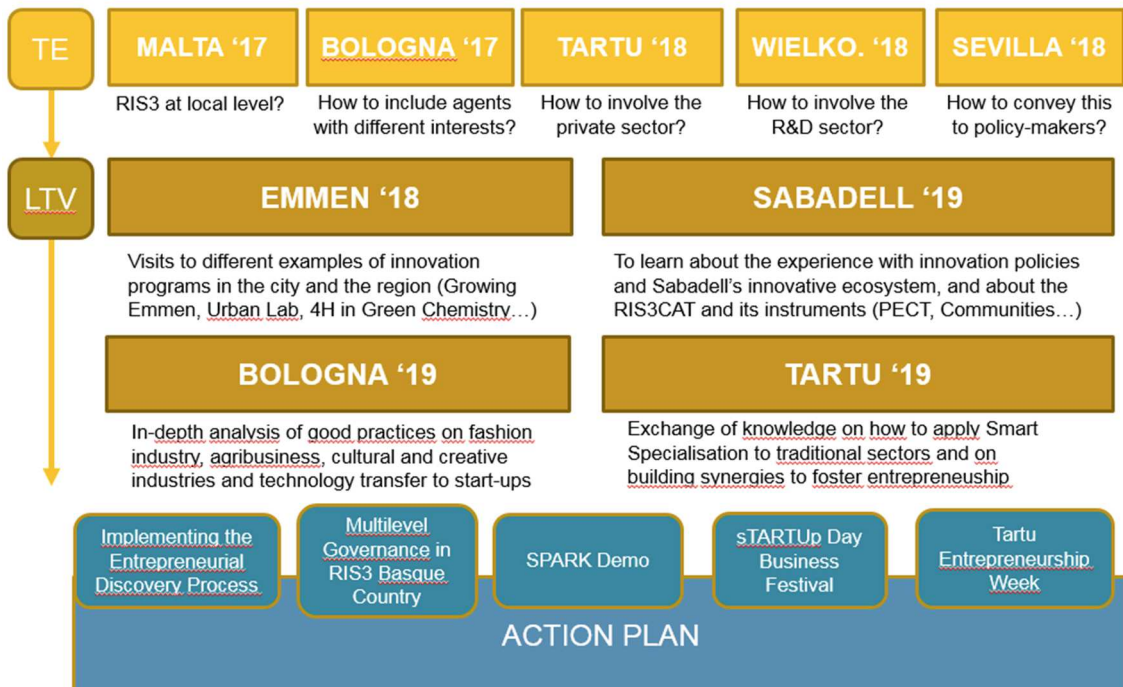 TE
MALTA ‘17
BOLOGNA ‘17
TARTU ‘18
WIELKO. ‘18
SEVILLA ‘18
RIS3 at local level?
How to include agents
with different interests?
How to involve the
private sector?
How to involve the
R&D sector?
How to convey this
to policy-makers?
LTV
EMMEN ‘18
SABADELL ‘19
Visits to different examples of innovation
programs in the city and the region (Growing
Emmen, Urban Lab, 4H in Green Chemistry…)
To learn about the experience with innovation policies
and Sabadell’s innovative ecosystem, and about the
RIS3CAT and its instruments (PECT, Communities…)
BOLOGNA ‘19
TARTU ‘19
In-depth analysis of good practices on fashion
industry, agribusiness, cultural and creative
industries and technology transfer to start-ups
Exchange of knowledge on how to apply Smart
Specialisation to traditional sectors and on
building synergies to foster entrepeneuship
Implementing the
Entrepreneurial
Discovery Process
Multilevel
Governance in
RIS3 Basque
Country
SPARK Demo
sTARTUp Day
Business
Festival
Tartu
Entrepreneurship
Week
ACTION PLAN